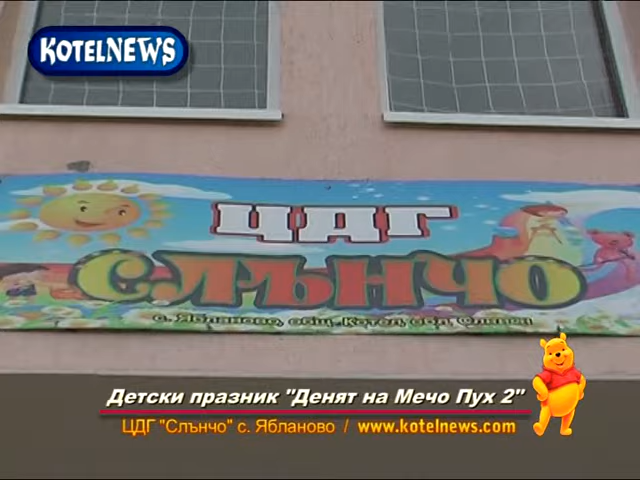 KOTELNEWS
ЦДГ
СЛЪНЧО
с. Ябланово, общ. Котел, обл. Сливен
Детски празник "Денят на Мечо Пух 2"
ЦДГ "Слънчо" с. Ябланово / www.kotelnews.com